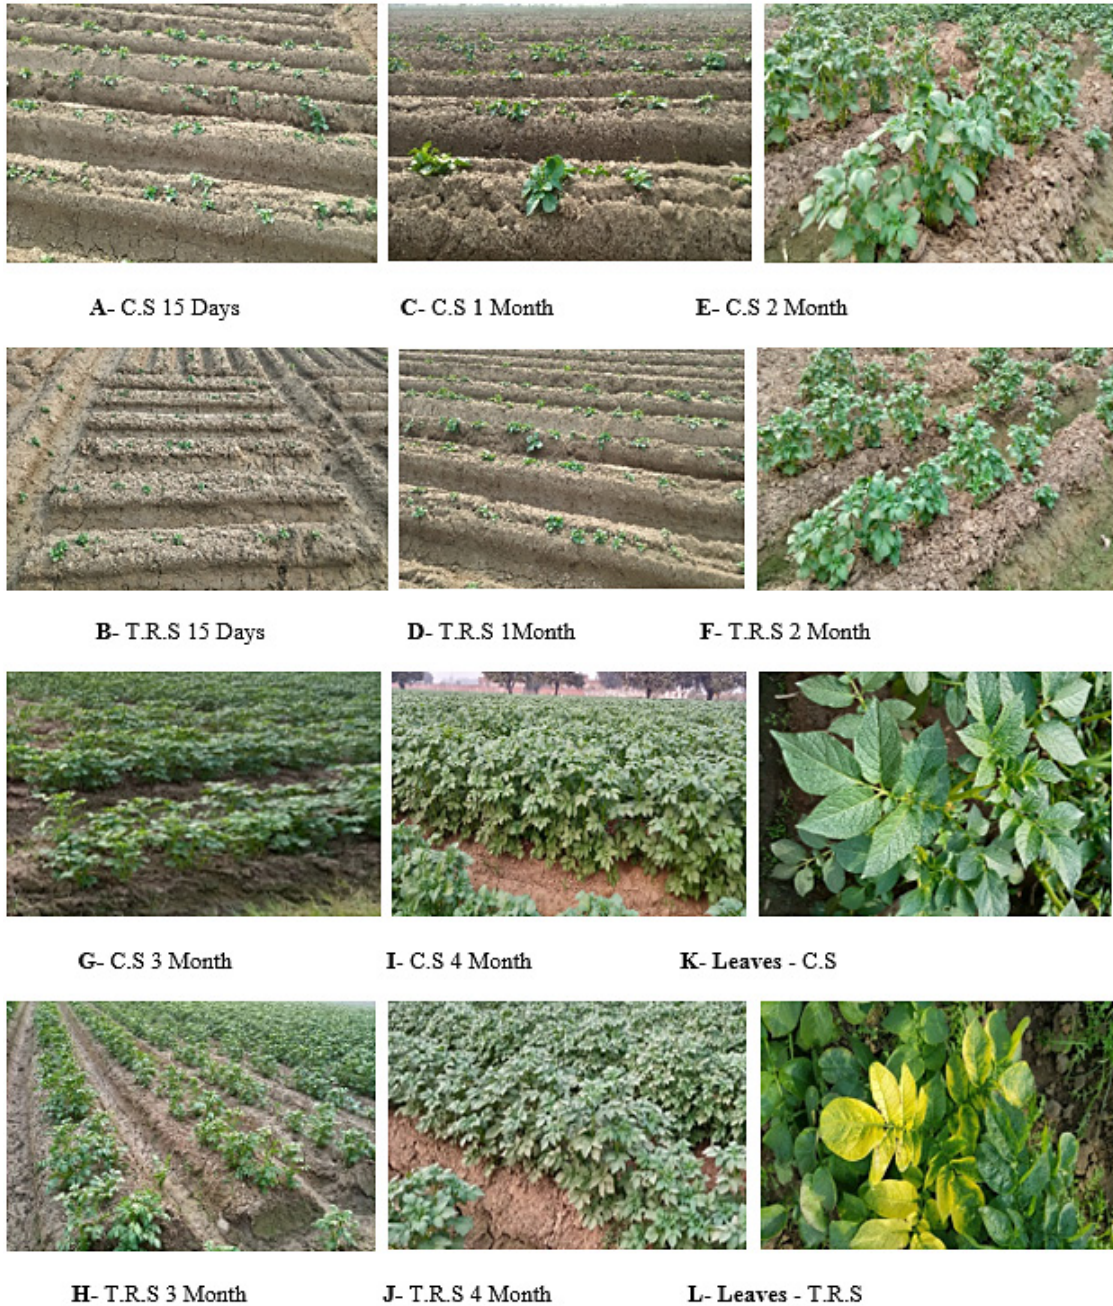 A- C.S 15 Days
C- C.S 1 Month
E- C.S 2 Month
B- T.R.S 15 Days
D- T.R.S 1Month
F- T.R.S 2 Month
G- C.S 3 Month
I- C.S 4 Month
K- Leaves - C.S
H- T.R.S 3 Month
J- T.R.S 4 Month
L- Leaves - T.R.S